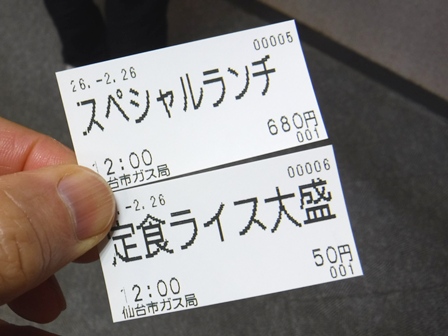 00005
26.-2.26
スペシャルランチ
680円
001
12:00
台市ガス局
00006
.-2.26
定食ライス大盛
50円
001
12:00
仙台市ガス局